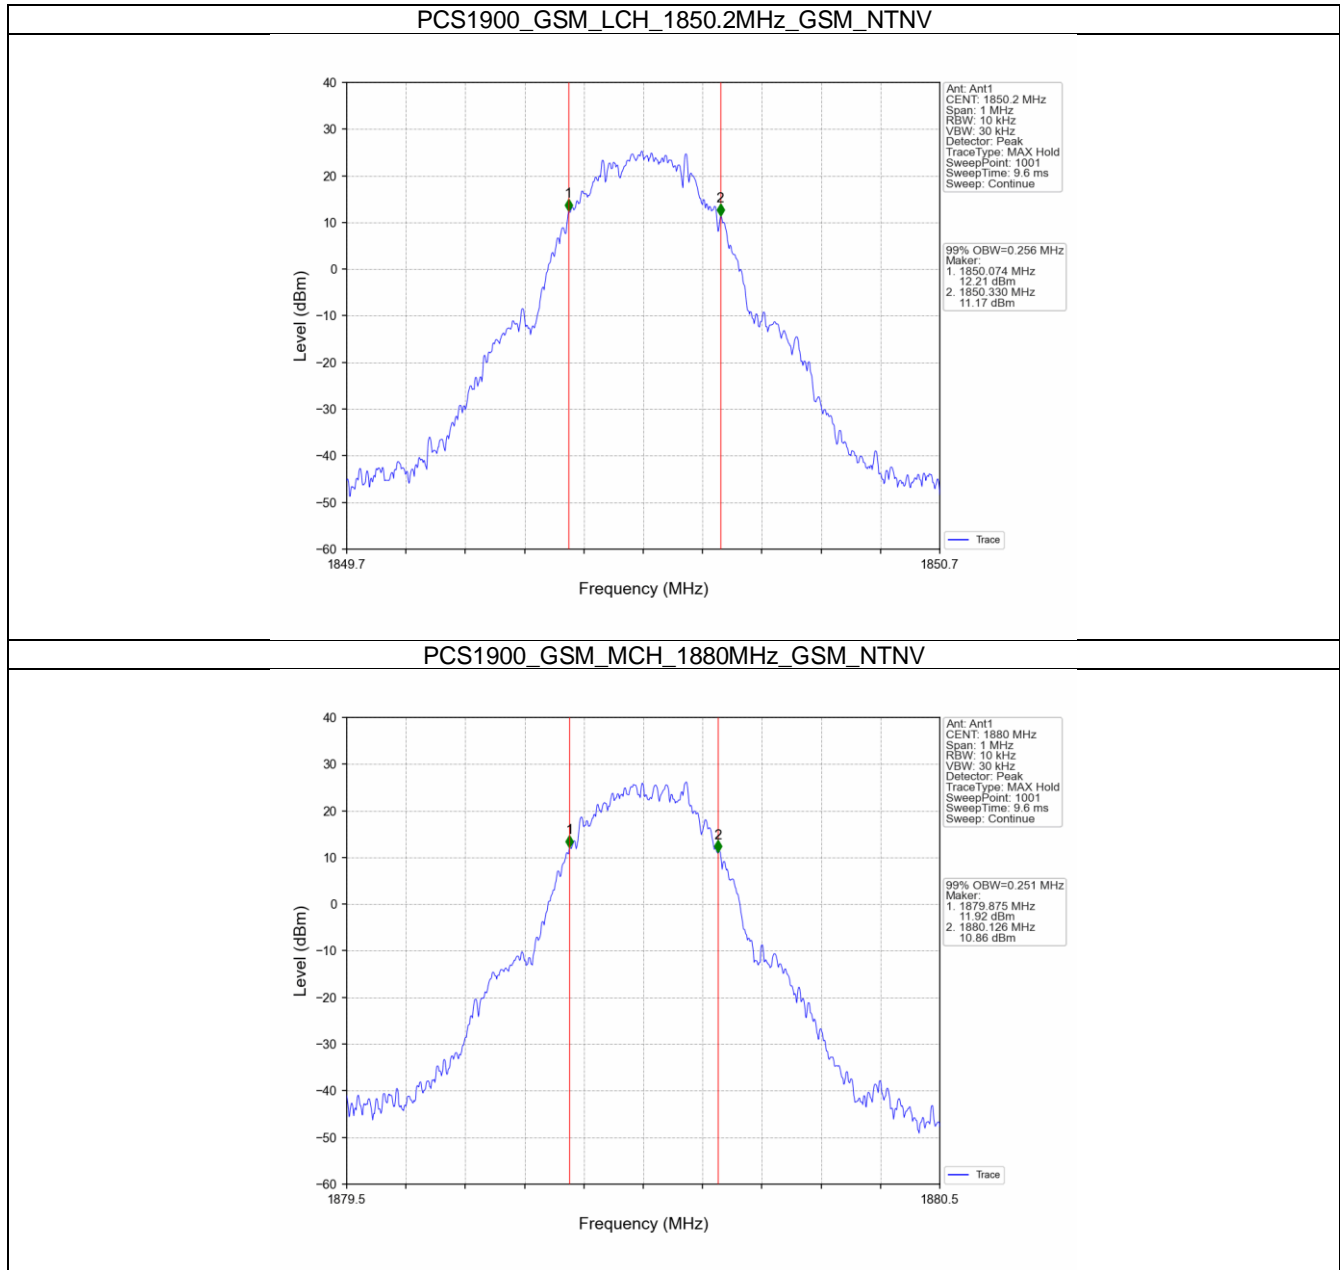 PCS1900_GSM_LCH_1850.2MHz_GSM_NTNV
40
30
20
10
0
−10
−20
−30
−40
−50
−60
Level (dBm)
1
2
1849.7
1850.7
Frequency (MHz)
Ant: Ant1
CENT: 1850.2 MHz
Span: 1 MHz
RBW: 10 kHz
VBW: 30 kHz
Detector: Peak
TraceType: MAX Hold
SweepPoint: 1001
SweepTime: 9.6 ms
Sweep: Continue
99% OBW=0.256 MHz
Maker:
1. 1850.074 MHz
12.21 dBm
2. 1850.330 MHz
11.17 dBm
Trace
PCS1900_GSM_MCH_1880MHz_GSM_NTNV
40
30
20
10
0
−10
−20
−30
−40
−50
−60
Level (dBm)
1
2
1879.5
1880.5
Frequency (MHz)
Ant: Ant1
CENT: 1880 MHz
Span: 1 MHz
RBW: 10 kHz
VBW: 30 kHz
Detector: Peak
TraceType: MAX Hold
SweepPoint: 1001
SweepTime: 9.6 ms
Sweep: Continue
99% OBW=0.251 MHz
Maker:
1. 1879.875 MHz
11.92 dBm
2. 1880.126 MHz
10.86 dBm
Trace